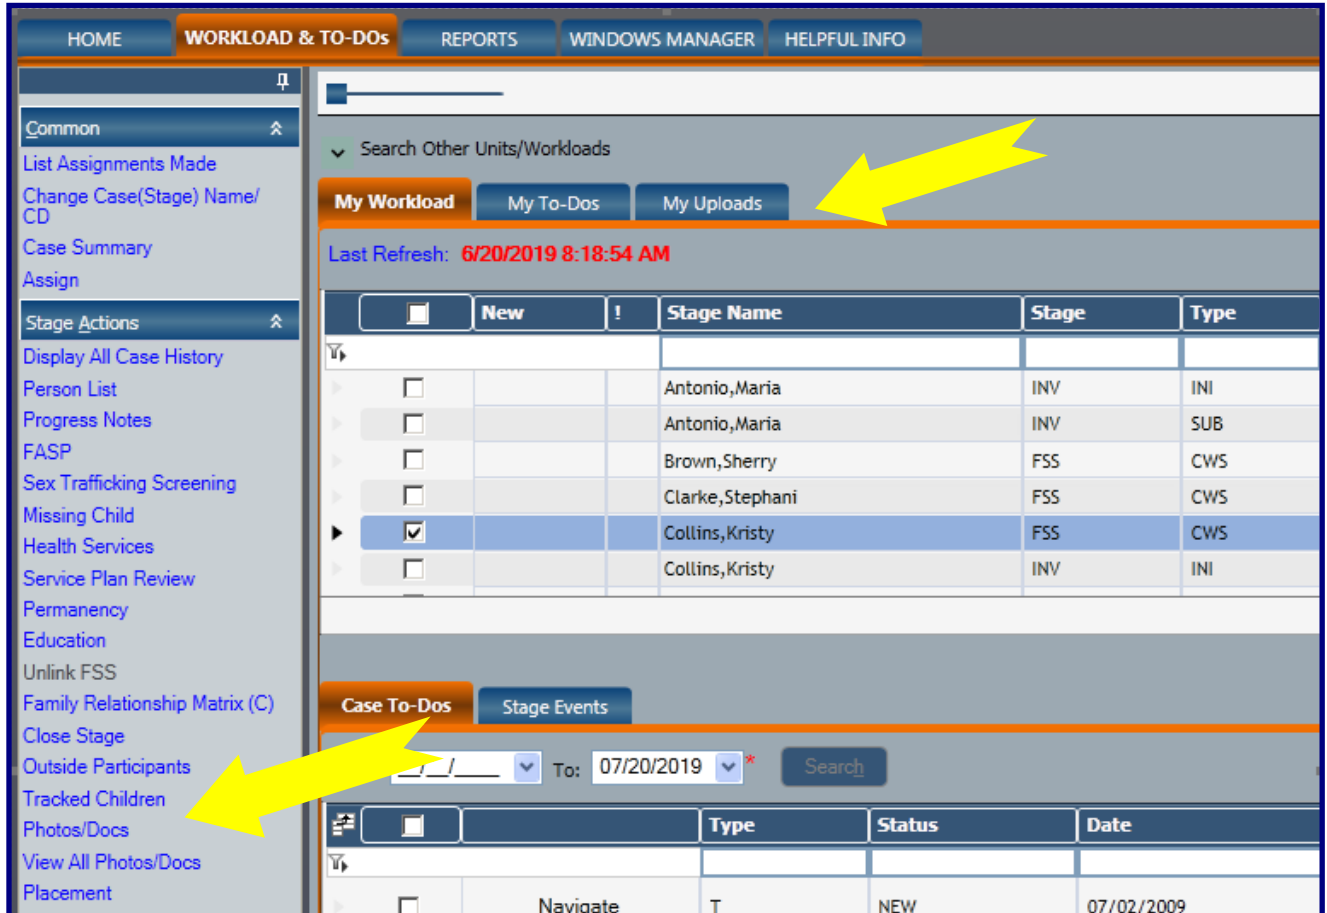 HOME WORKLOAD & TO-DOs REPORTS WINDOWS MANAGER HELPFUL INFO
Common
List Assignments Made
Change Case(Stage) Name/
CD
Case Summary
Assign
Stage Actions
Display All Case History
Person List
Progress Notes
FASP
Sex Trafficking Screening
Missing Child
Health Services
Service Plan Review
Permanency
Education
Unlink FSS
Family Relationship Matrix (C)
Close Stage
Outside Participants
Tracked Children
Photos/Docs
View All Photos/Docs
Placement
Search Other Units/Workloads
My Workload My To-Dos My Uploads
Last Refresh: 6/20/2019 8:18:54 AM
New ! Stage Name Stage Type
Antonio,Maria INV INI
Antonio,Maria INV SUB
Brown,Sherry FSS CWS
Clarke,Stephani FSS CWS
Collins,Kristy FSS CWS
Collins,Kristy INV INI
Case To-Dos Stage Events
__/__/____ To: 07/20/2019 * Search
Type Status Date
Navigate T NEW 07/02/2009